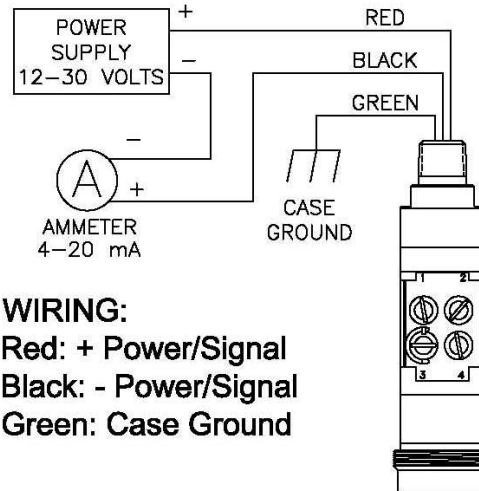 +
RED
POWER
SUPPLY
12-30 VOLTS
-
BLACK
GREEN
-
A
+
AMMETER
4-20 mA
CASE
GROUND
1 2
3 4
WIRING:
Red: + Power/Signal
Black: - Power/Signal
Green: Case Ground